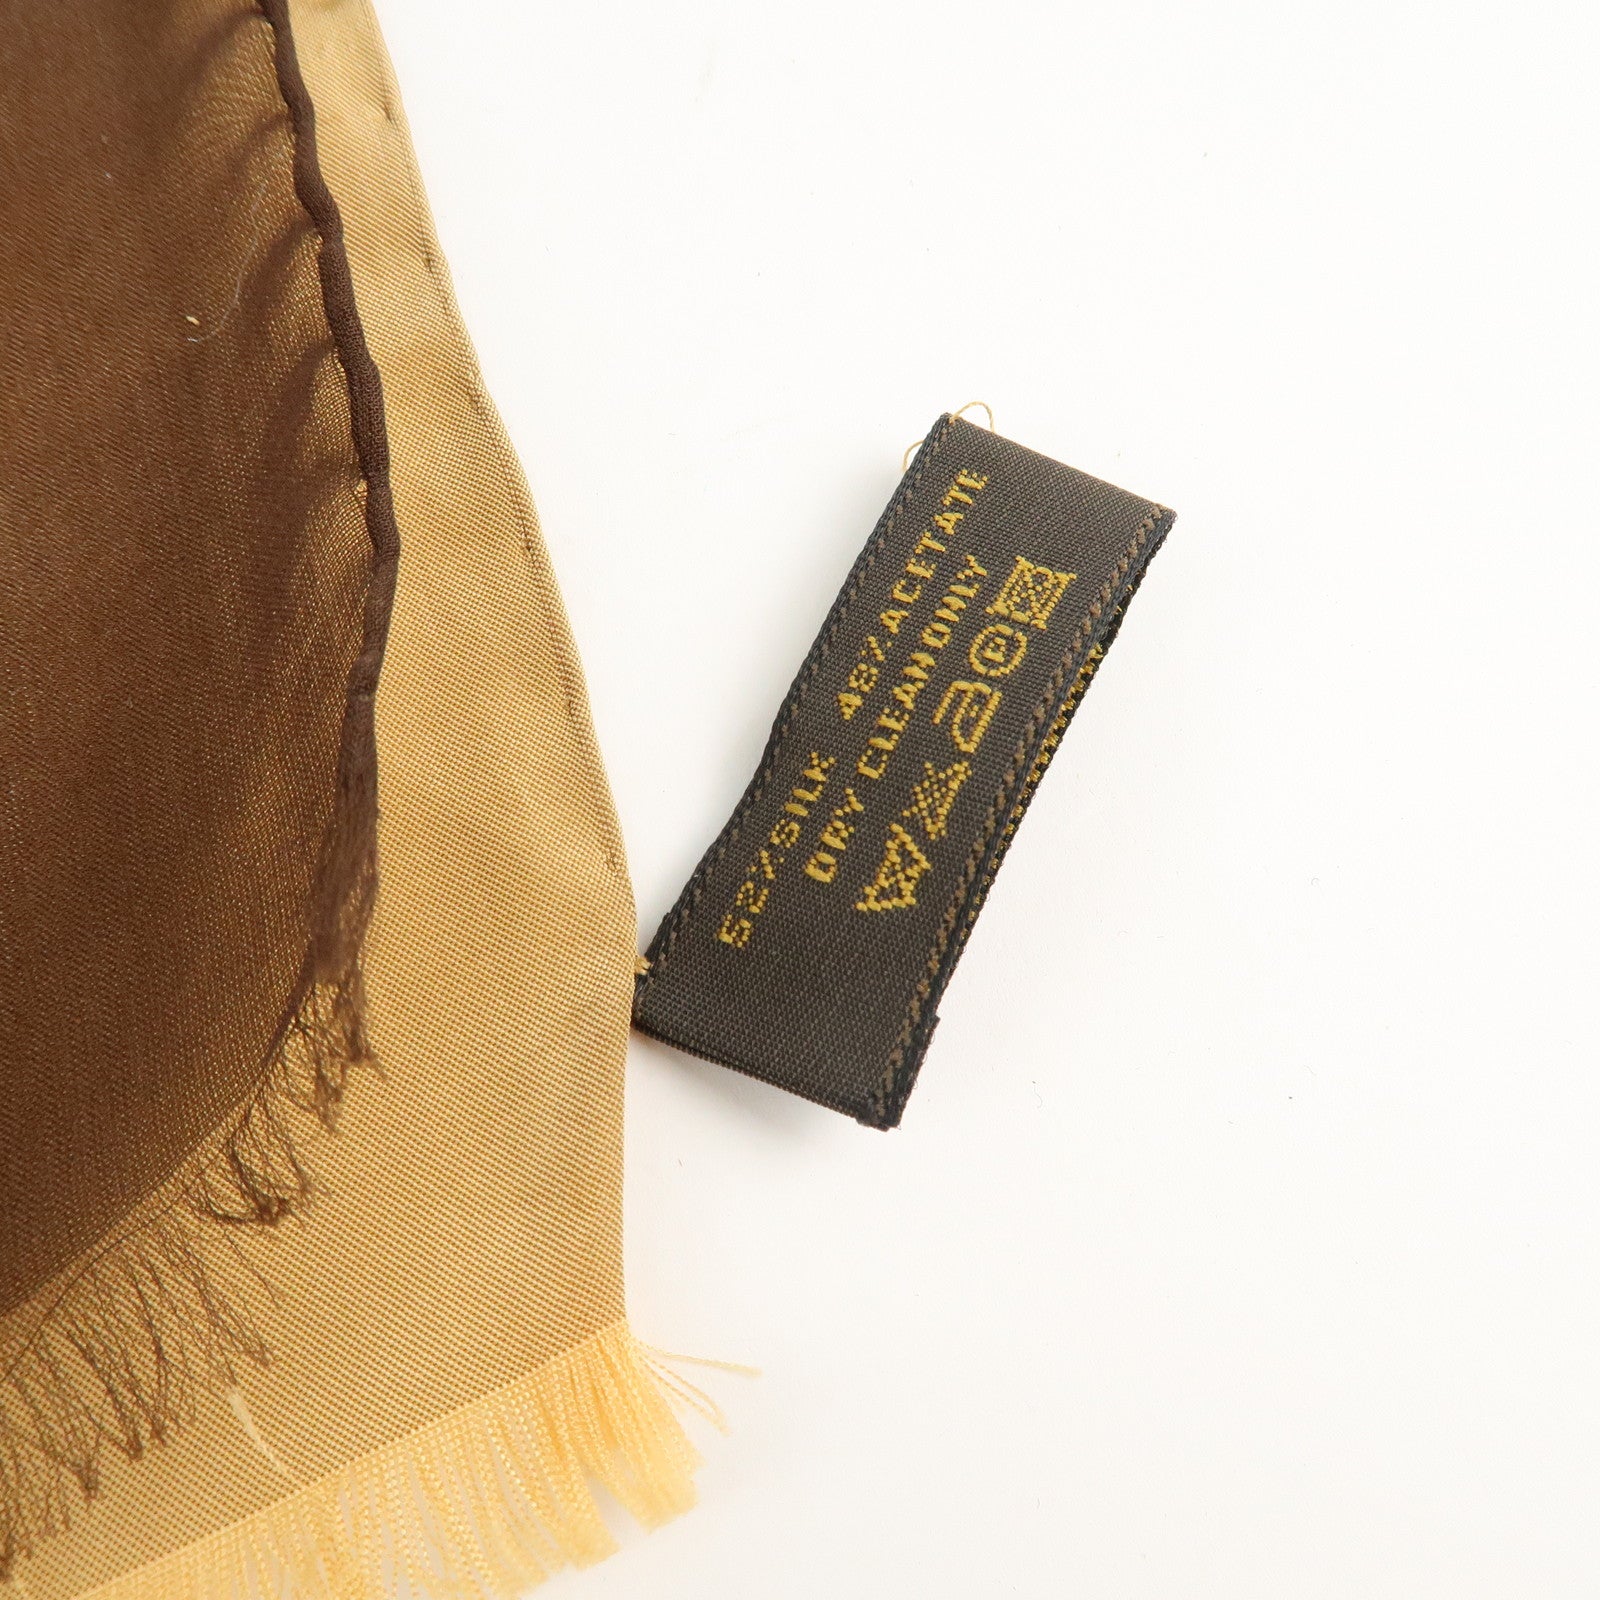 52%SILK 48%ACETATE
DRY CLEAN ONLY
P